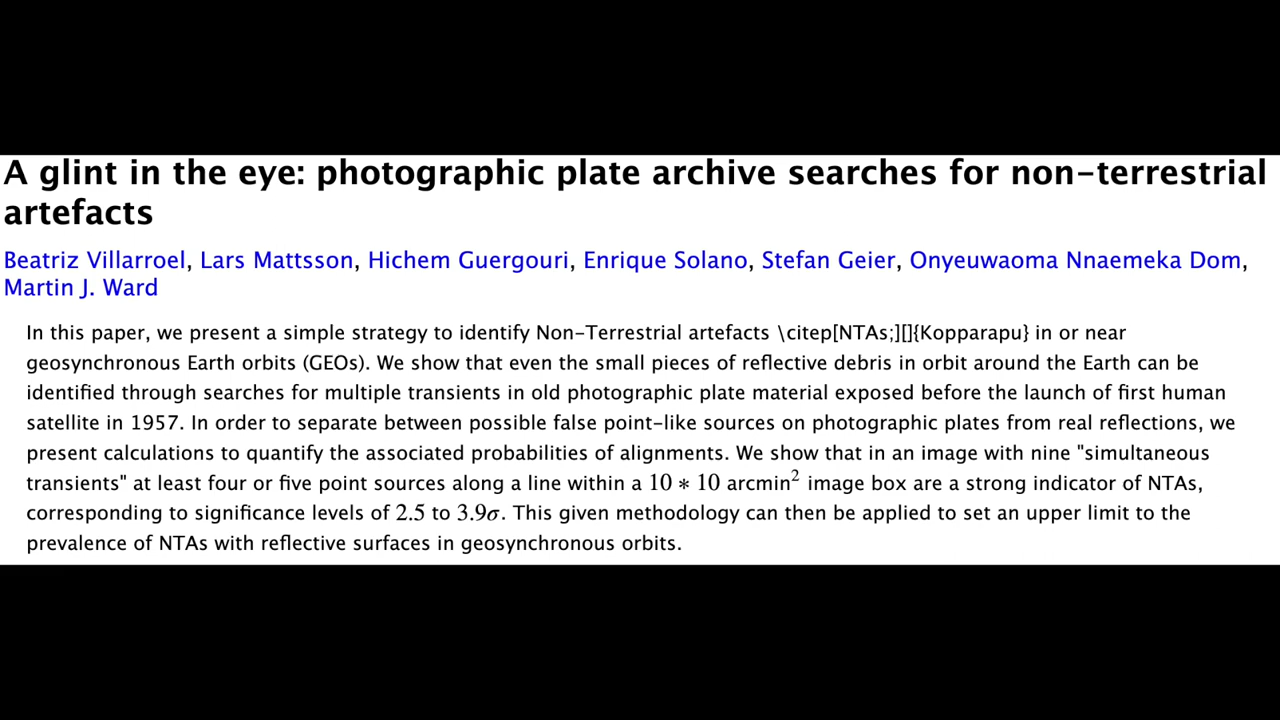 A glint in the eye: photographic plate archive searches for non-terrestrial
artefacts
Beatriz Villarroel, Lars Mattsson, Hichem Guergouri, Enrique Solano, Stefan Geier, Onyeuwaoma Nnaemeka Dom,
Martin J. Ward
In this paper, we present a simple strategy to identify Non-Terrestrial artefacts \citep[NTAs;][]{Kopparapu} in or near
geosynchronous Earth orbits (GEOs). We show that even the small pieces of reflective debris in orbit around the Earth can be
identified through searches for multiple transients in old photographic plate material exposed before the launch of first human
satellite in 1957. In order to separate between possible false point-like sources on photographic plates from real reflections, we
present calculations to quantify the associated probabilities of alignments. We show that in an image with nine "simultaneous
transients" at least four or five point sources along a line within a 10 * 10 arcmin² image box are a strong indicator of NTAs,
corresponding to significance levels of 2.5 to 3.9σ. This given methodology can then be applied to set an upper limit to the
prevalence of NTAs with reflective surfaces in geosynchronous orbits.